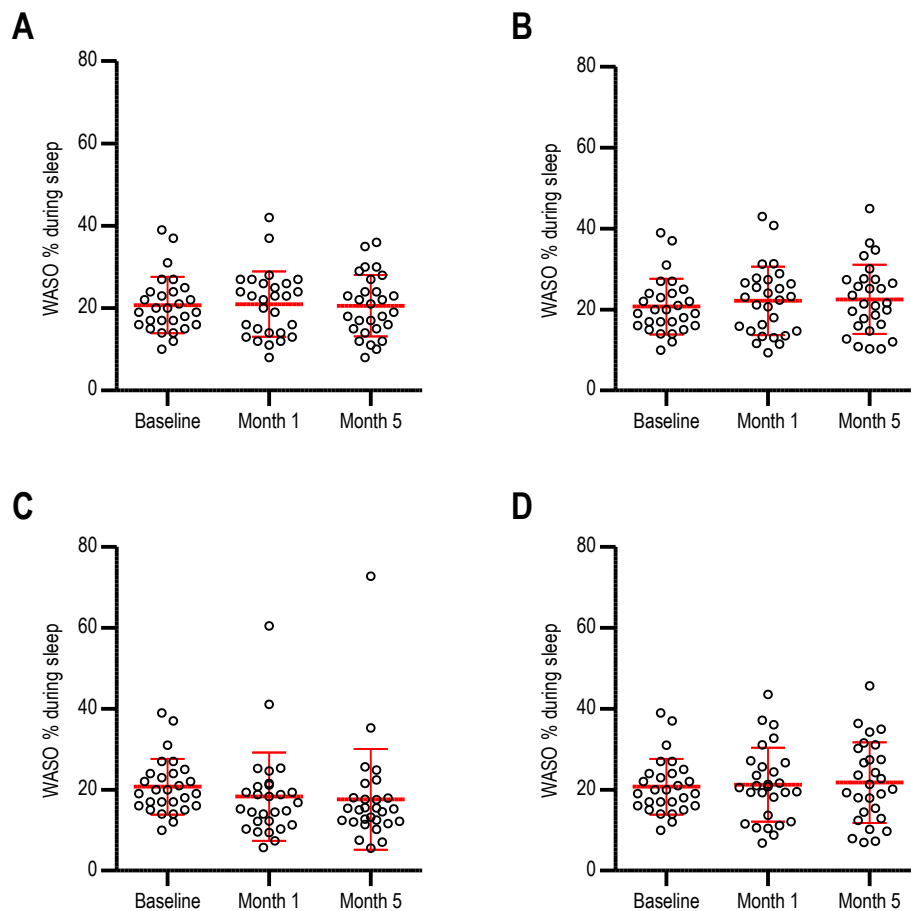 A
WASO % during sleep
80
60
40
20
0
Baseline Month 1 Month 5
B
WASO % during sleep
80
60
40
20
0
Baseline Month 1 Month 5
C
WASO % during sleep
80
60
40
20
0
Baseline Month 1 Month 5
D
WASO % during sleep
80
60
40
20
0
Baseline Month 1 Month 5